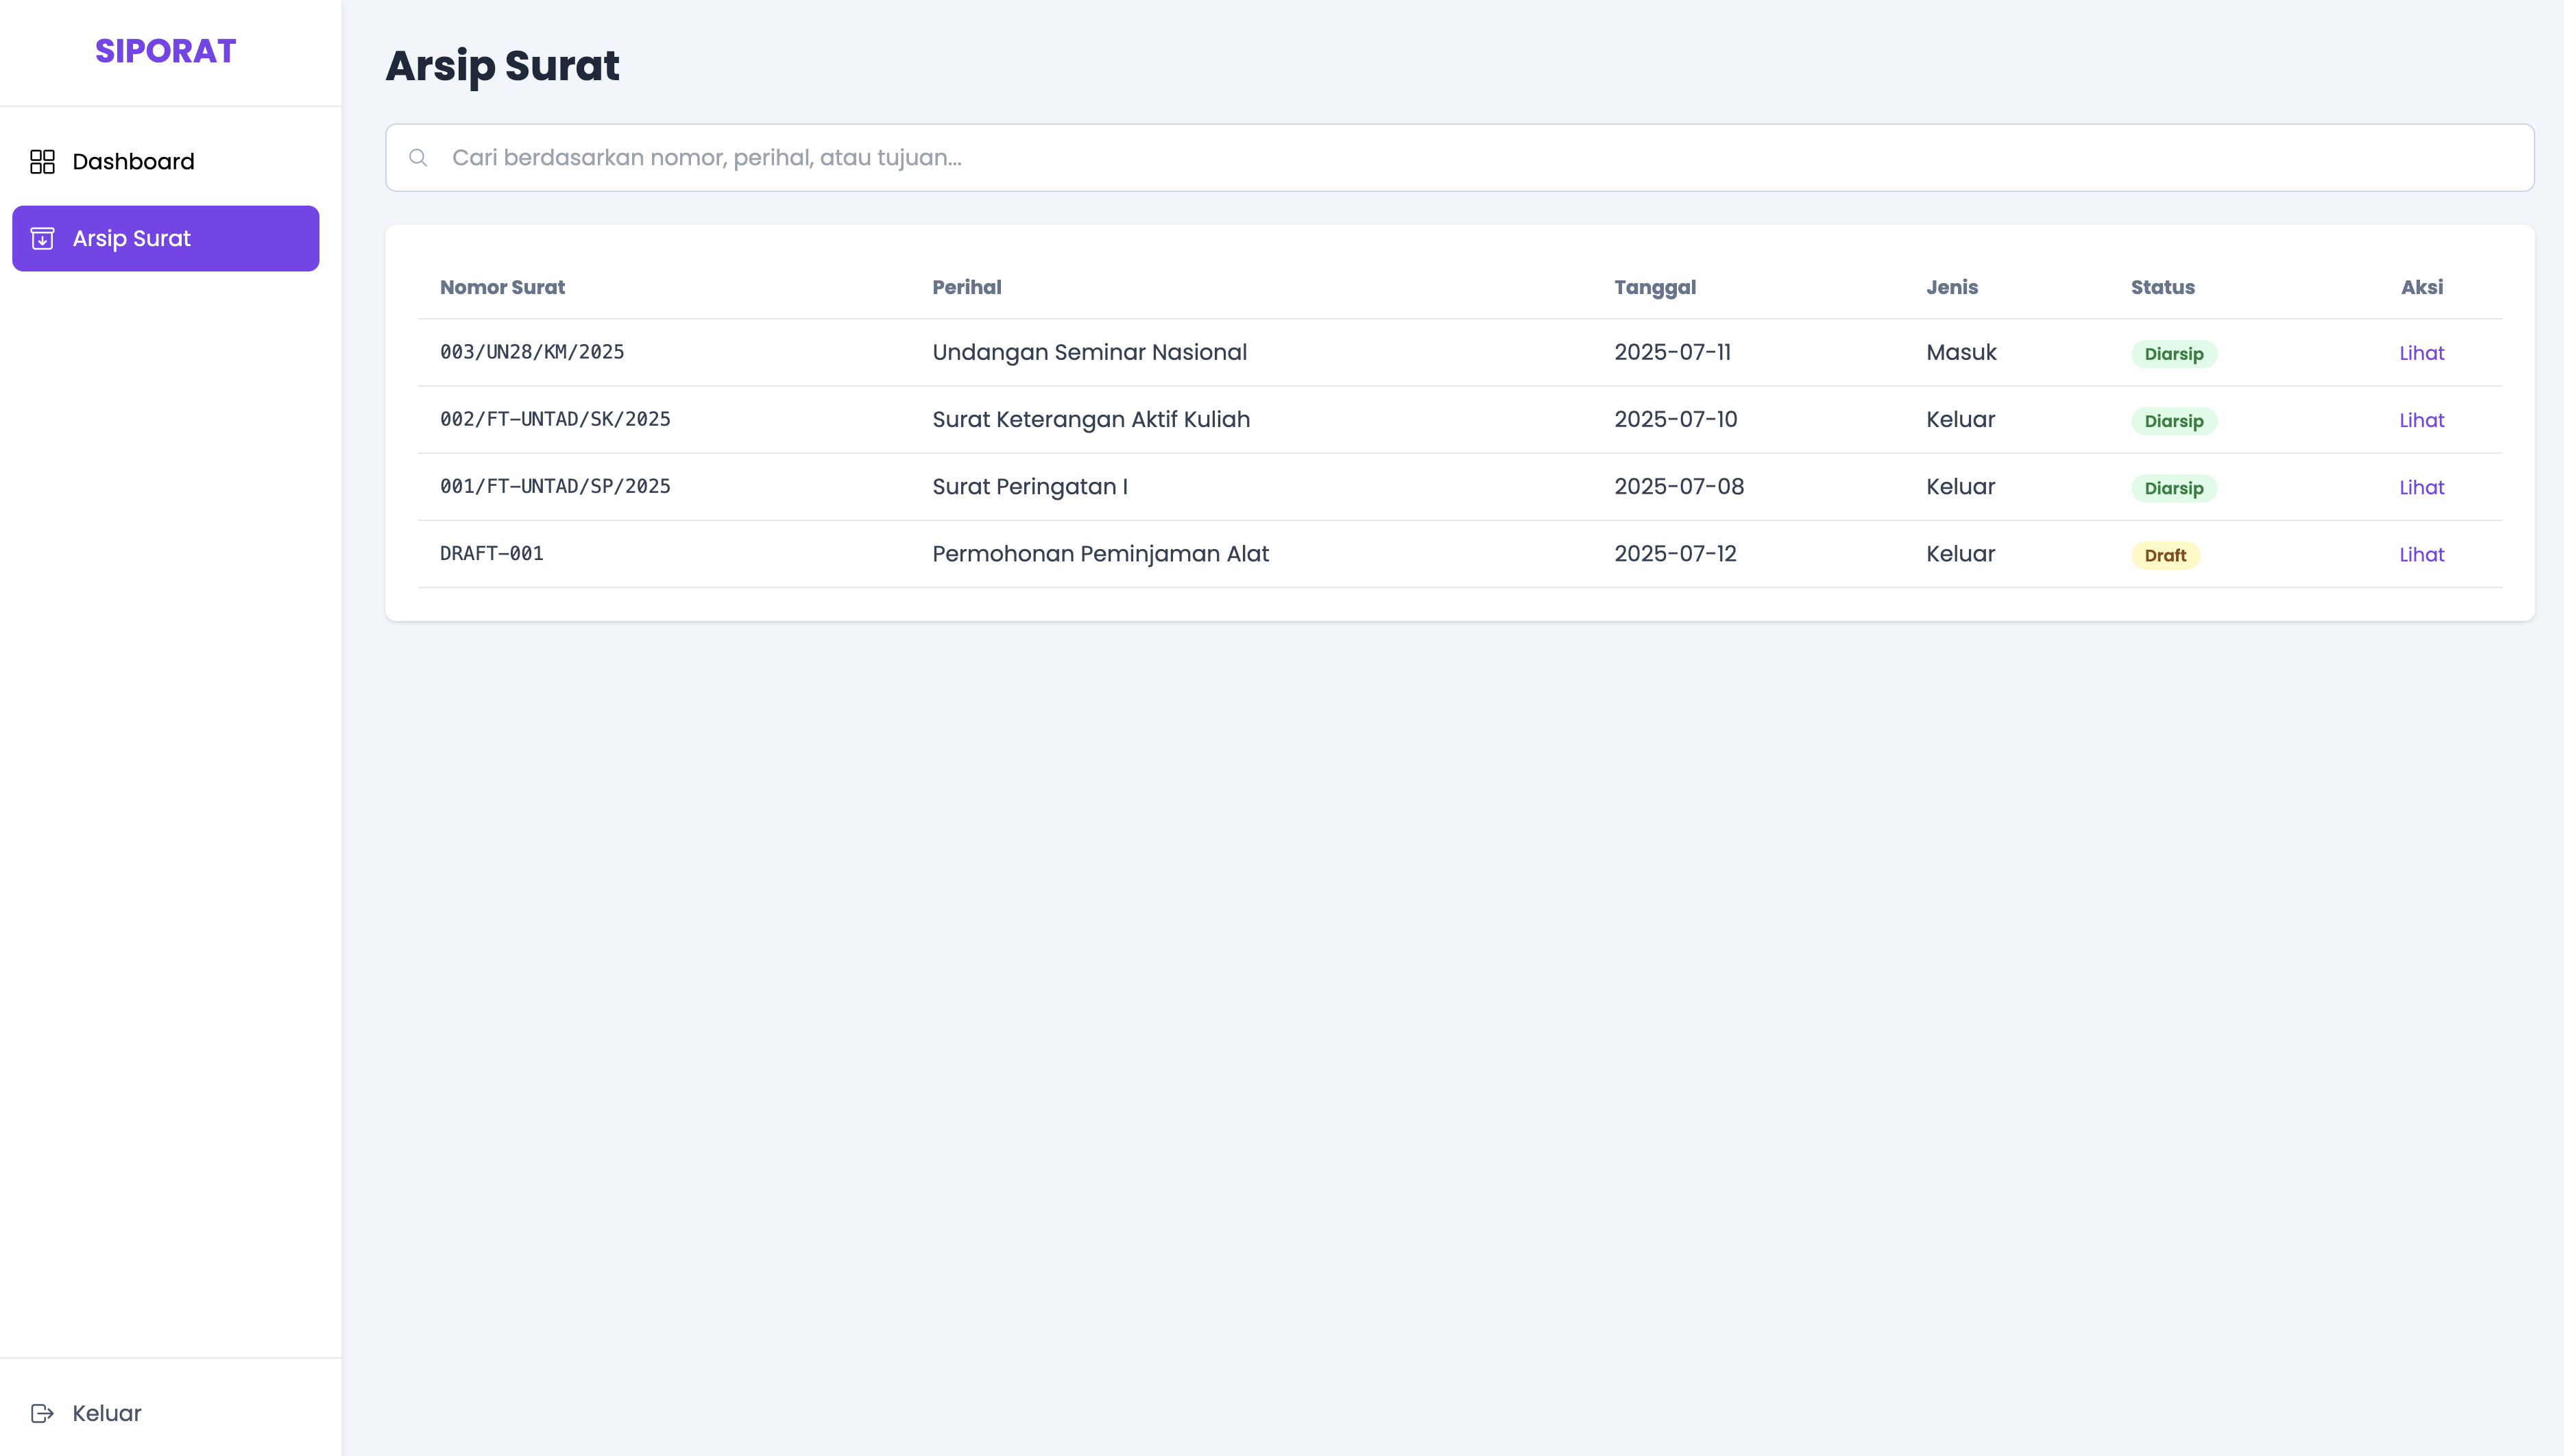 SIPORAT
Dashboard
Arsip Surat
Keluar
Arsip Surat
Cari berdasarkan nomor, perihal, atau tujuan...
Nomor Surat Perihal Tanggal Jenis Status Aksi
003/UN28/KM/2025 Undangan Seminar Nasional 2025-07-11 Masuk Diarsip Lihat
002/FT-UNTAD/SK/2025 Surat Keterangan Aktif Kuliah 2025-07-10 Keluar Diarsip Lihat
001/FT-UNTAD/SP/2025 Surat Peringatan I 2025-07-08 Keluar Diarsip Lihat
DRAFT-001 Permohonan Peminjaman Alat 2025-07-12 Keluar Draft Lihat